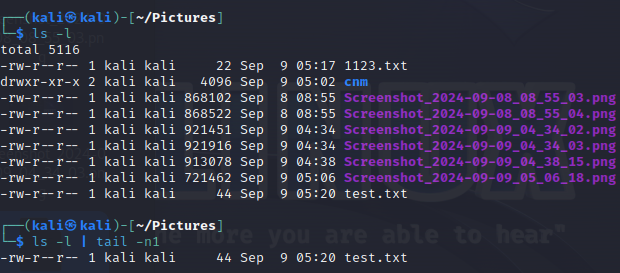 ┌──(kali㉿kali)-[~/Pictures]
└─$ ls -l
total 5116
-rw-r--r-- 1 kali kali     22 Sep  9 05:17 1123.txt
drwxr-xr-x 2 kali kali   4096 Sep  9 05:02 cnm
-rw-r--r-- 1 kali kali 868102 Sep  8 08:55 Screenshot_2024-09-08_08_55_03.png
-rw-r--r-- 1 kali kali 868522 Sep  8 08:55 Screenshot_2024-09-08_08_55_04.png
-rw-r--r-- 1 kali kali 921451 Sep  9 04:34 Screenshot_2024-09-09_04_34_02.png
-rw-r--r-- 1 kali kali 921916 Sep  9 04:34 Screenshot_2024-09-09_04_34_03.png
-rw-r--r-- 1 kali kali 913078 Sep  9 04:38 Screenshot_2024-09-09_04_38_15.png
-rw-r--r-- 1 kali kali 721462 Sep  9 05:06 Screenshot_2024-09-09_05_06_18.png
-rw-r--r-- 1 kali kali     44 Sep  9 05:20 test.txt
┌──(kali㉿kali)-[~/Pictures]
└─$ ls -l | tail -n1
more you are able to hear"
-rw-r--r-- 1 kali kali     44 Sep  9 05:20 test.txt